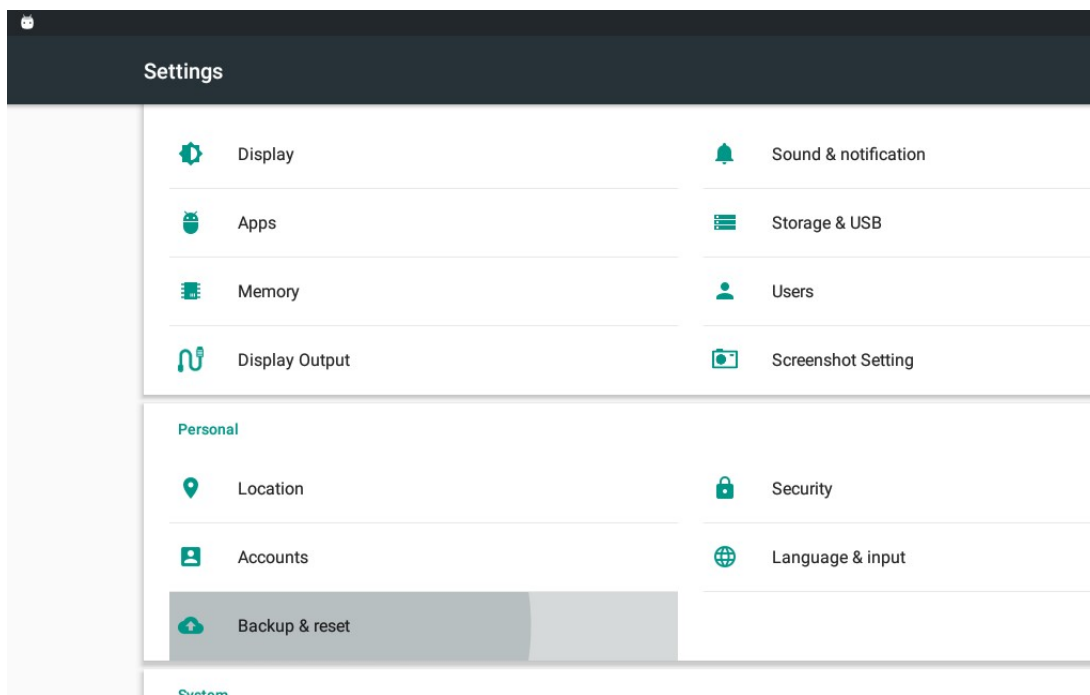 Settings
Display
Sound & notification
Apps
Storage & USB
Memory
Users
Display Output
Screenshot Setting
Personal
Location
Security
Accounts
Language & input
Backup & reset
System